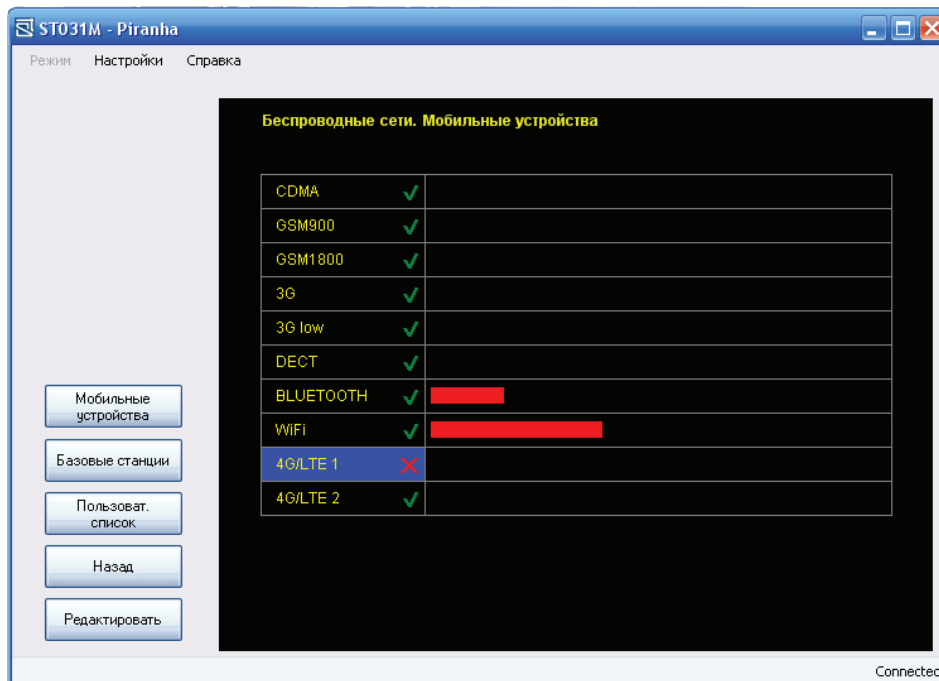 ST031M - Piranha
Режим Настройки Справка
Беспроводные сети. Мобильные устройства
CDMA
GSM900
GSM1800
3G
3G low
DECT
BLUETOOTH
WiFi
4G/LTE 1
4G/LTE 2
Мобильные
устройства
Базовые станции
Пользоват.
список
Назад
Редактировать
Connected